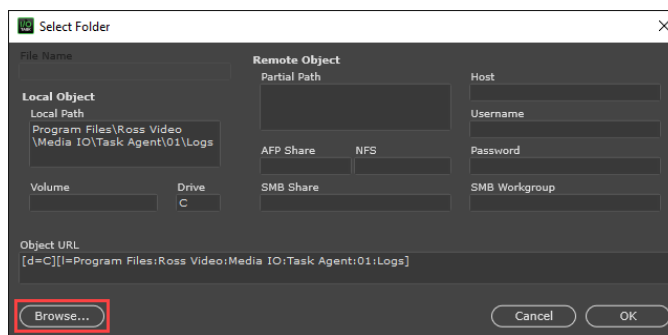 I/O
TASK
Select Folder
File Name
Local Object
Local Path
Program Files\Ross Video
\Media IO\Task Agent\01\Logs
Volume
Drive
C
Remote Object
Partial Path
AFP Share
NFS
SMB Share
Host
Username
Password
SMB Workgroup
Object URL
[d=C][l=Program Files:Ross Video:Media IO:Task Agent:01:Logs]
Browse...
Cancel
OK